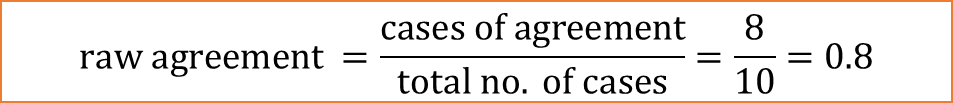 raw agreement = cases of agreement / total no. of cases = 8 / 10 = 0.8